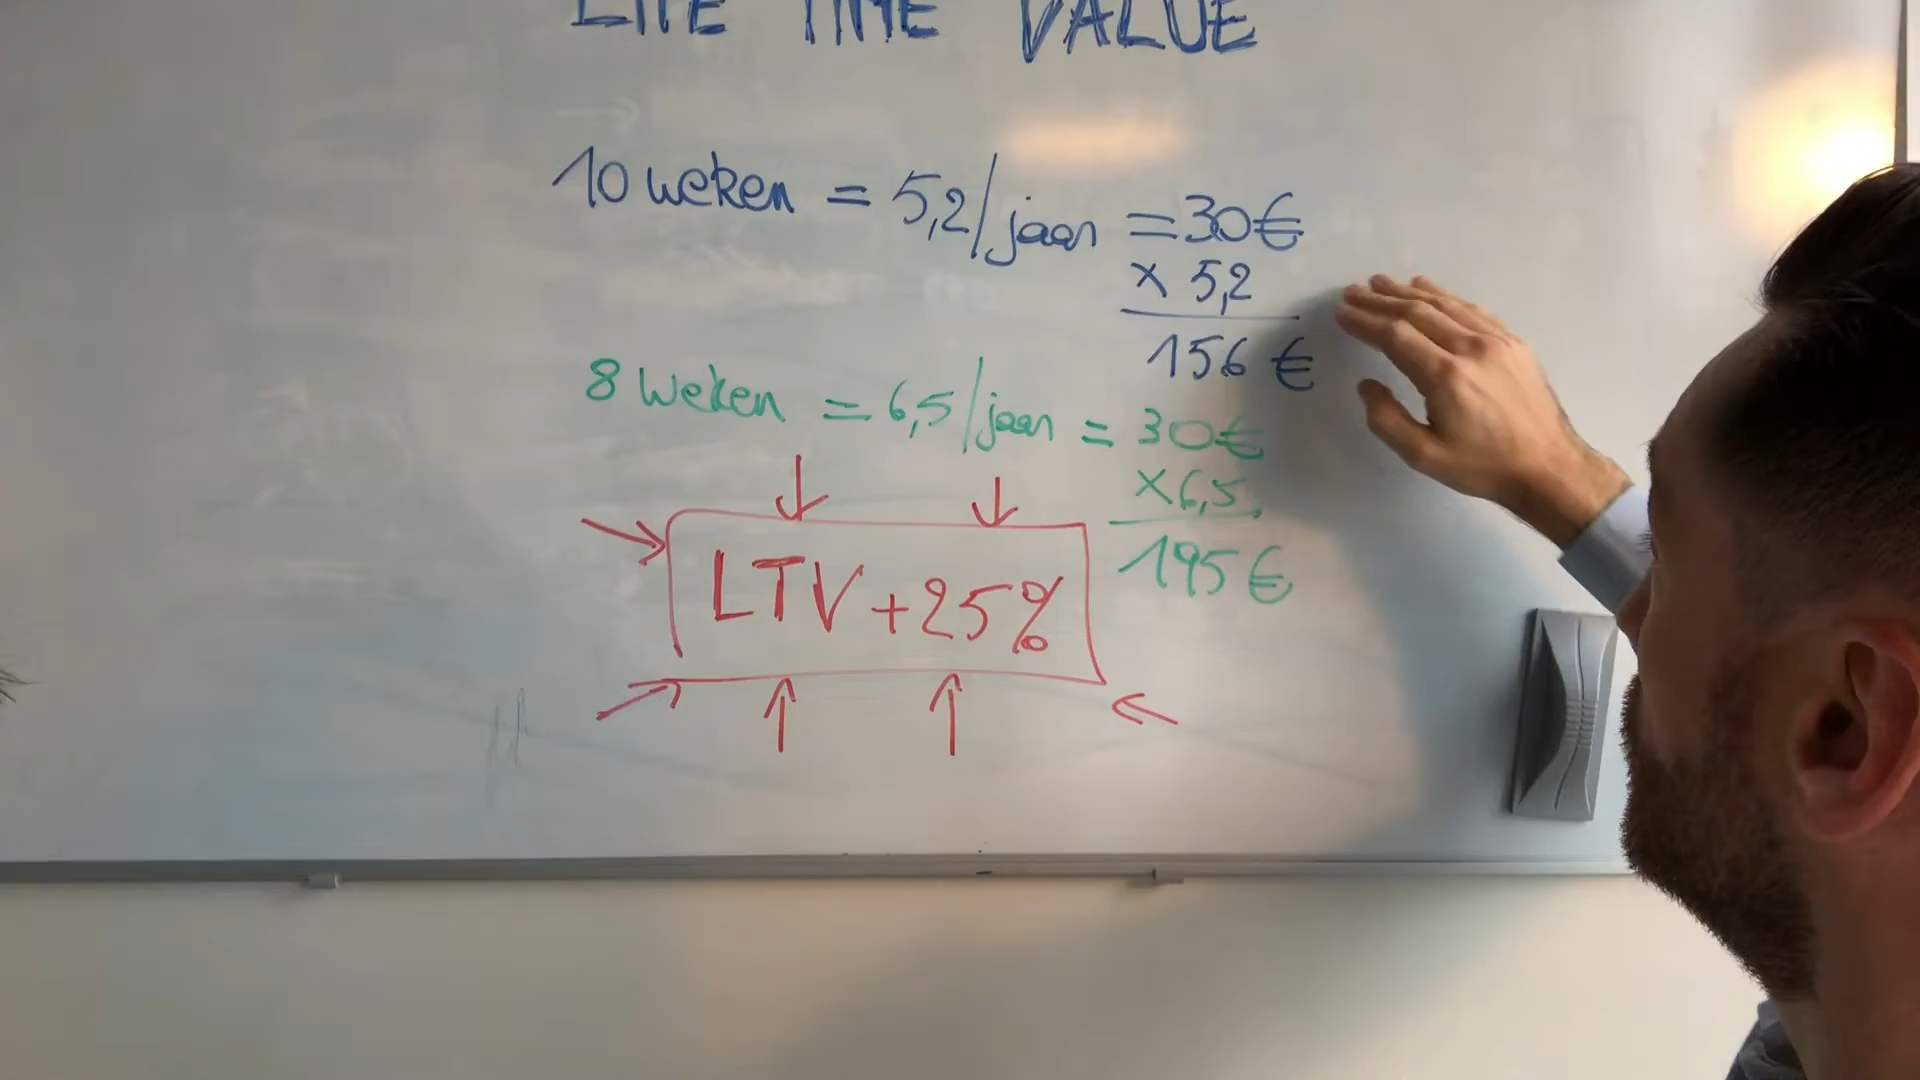 LIFE TIME VALUE
10 weken = 5,2/jaar = 30€
x 5,2
156 €
8 weken = 6,5/jaar = 30€
x 6,5
195 €
LTV +25%